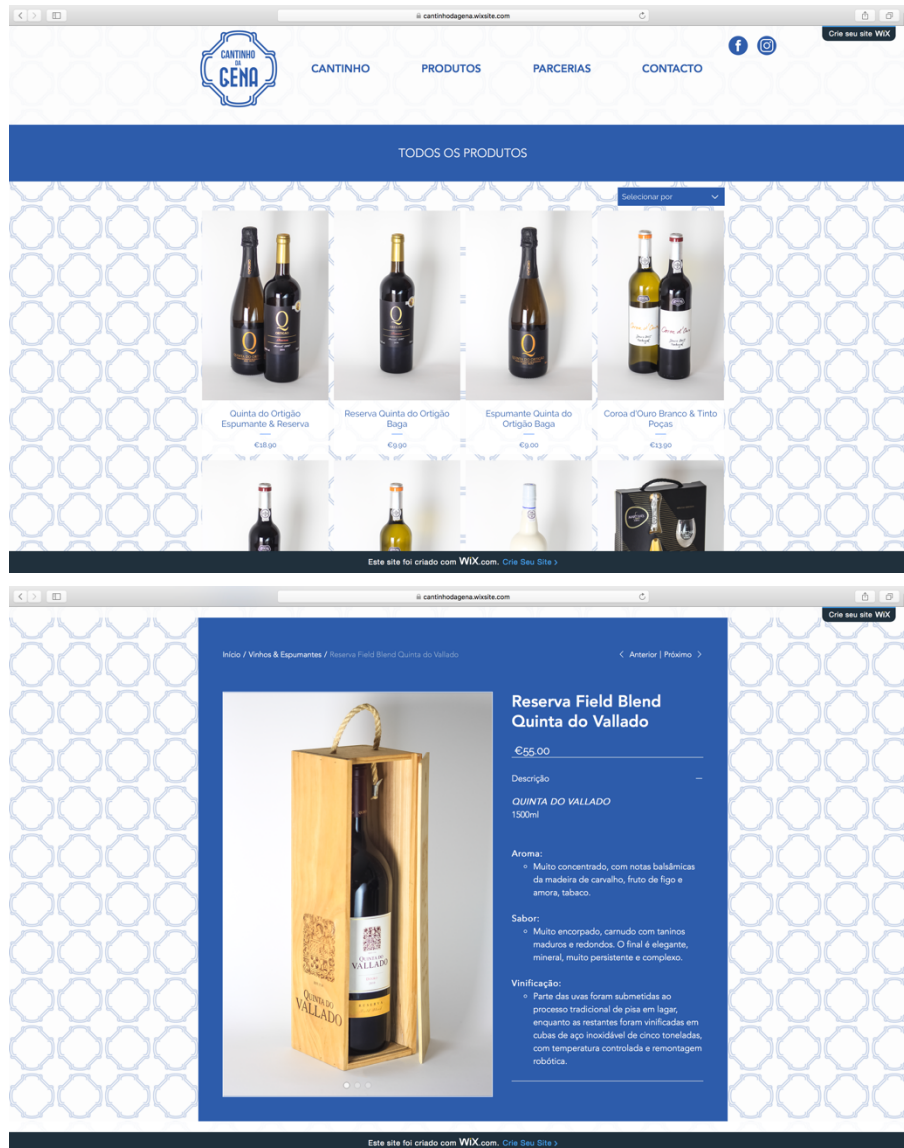 cantinhodagena.wixsite.com
Crie seu site WiX
CANTINHO
DA
GENA
CANTINHO PRODUTOS PARCERIAS CONTACTO
TODOS OS PRODUTOS
Selecionar por
Quinta do Ortigão
Espumante & Reserva
€18.90
Reserva Quinta do Ortigão
Baga
€9.90
Espumante Quinta do
Ortigão Baga
€9.00
Coroa d'Ouro Branco & Tinto
Poças
€13.90
Este site foi criado com WiX.com. Crie Seu Site >
cantinhodagena.wixsite.com
Crie seu site WiX
Início / Vinhos & Espumantes / Reserva Field Blend Quinta do Vallado
< Anterior | Próximo >
Reserva Field Blend
Quinta do Vallado
€55.00
Descrição
QUINTA DO VALLADO
1500ml
Aroma:
Muito concentrado, com notas balsâmicas
da madeira de carvalho, fruto de figo e
amora, tabaco.
Sabor:
Muito encorpado, carnudo com taninos
maduros e redondos. O final é elegante,
mineral, muito persistente e complexo.
Vinificação:
Parte das uvas foram submetidas ao
processo tradicional de pisa em lagar,
enquanto as restantes foram vinificadas em
cubas de aço inoxidável de cinco toneladas,
com temperatura controlada e remontagem
robótica.
QUINTA DO
VALLADO
QUINTA DO
VALLADO
RESERVA
Este site foi criado com WiX.com. Crie Seu Site >